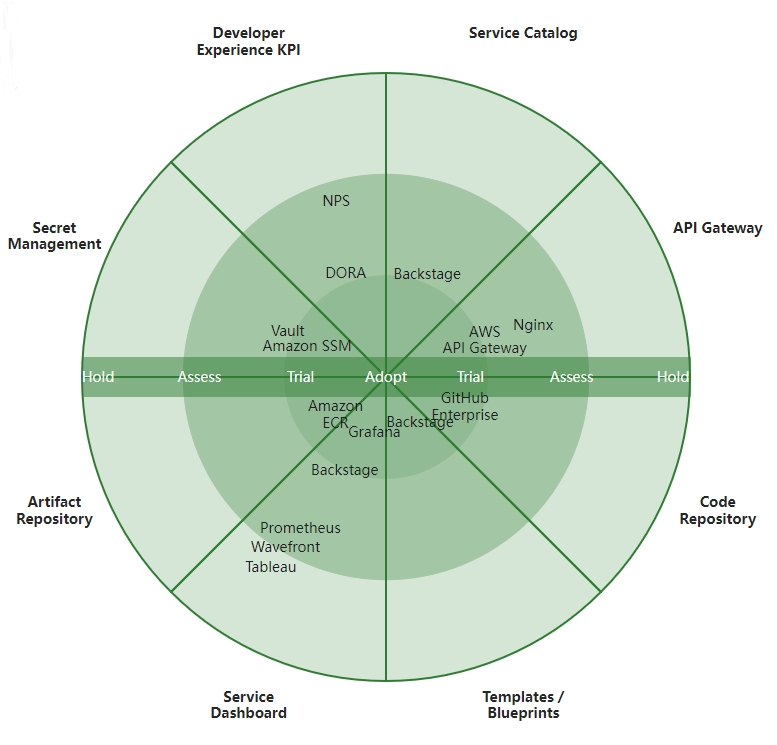 Developer
Experience KPI
Service Catalog
NPS
Secret
Management
API Gateway
DORA
Backstage
Vault
Amazon SSM
AWS
API Gateway
Nginx
Hold
Assess
Trial
Adopt
Trial
Assess
Hold
Amazon
ECR
Grafana
Backstage
GitHub
Enterprise
Backstage
Artifact
Repository
Code
Repository
Prometheus
Wavefront
Tableau
Service
Dashboard
Templates /
Blueprints